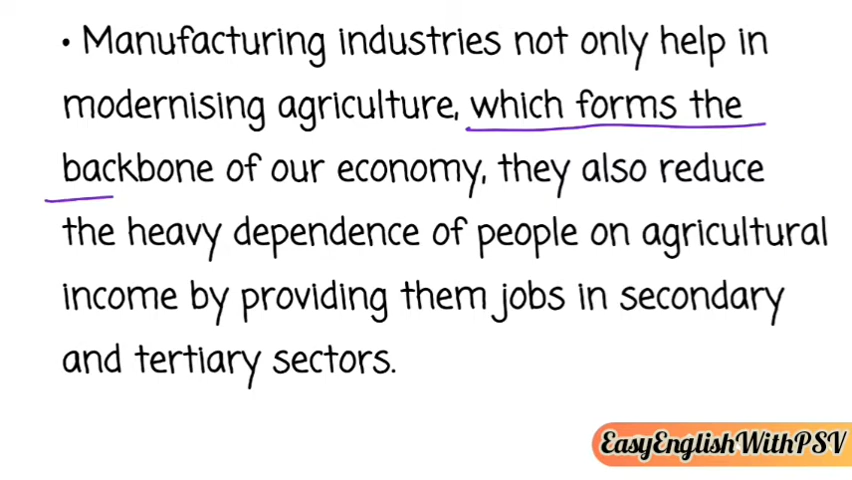 • Manufacturing industries not only help in
modernising agriculture, which forms the
backbone of our economy, they also reduce
the heavy dependence of people on agricultural
income by providing them jobs in secondary
and tertiary sectors.
EasyEnglishWithPSV